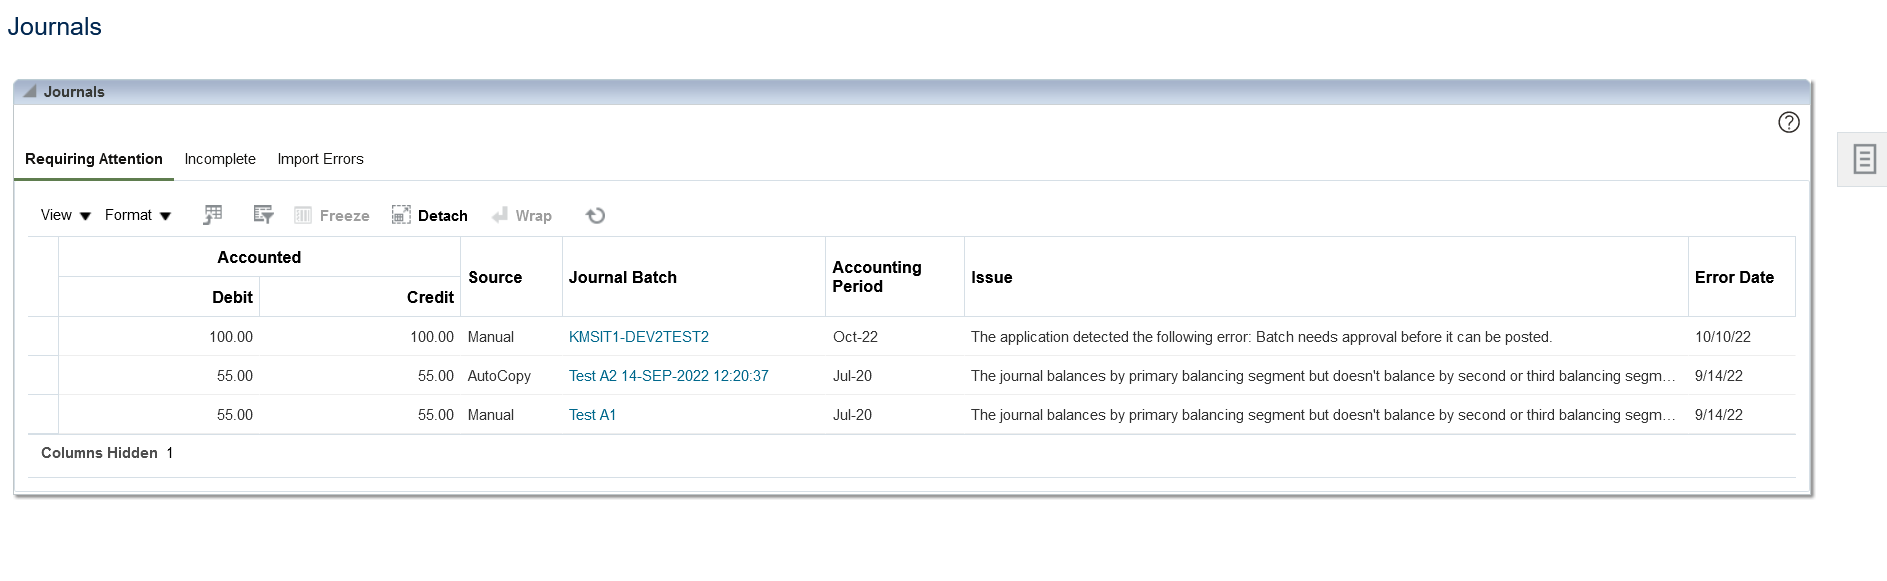 Journals
Journals
Requiring Attention Incomplete Import Errors
View Format Freeze Detach Wrap
Accounted Source Journal Batch Accounting Period Issue Error Date
Debit Credit
100.00 100.00 Manual KMSIT1-DEV2TEST2 Oct-22 The application detected the following error: Batch needs approval before it can be posted. 10/10/22
55.00 55.00 AutoCopy Test A2 14-SEP-2022 12:20:37 Jul-20 The journal balances by primary balancing segment but doesn't balance by second or third balancing segm... 9/14/22
55.00 55.00 Manual Test A1 Jul-20 The journal balances by primary balancing segment but doesn't balance by second or third balancing segm... 9/14/22
Columns Hidden 1